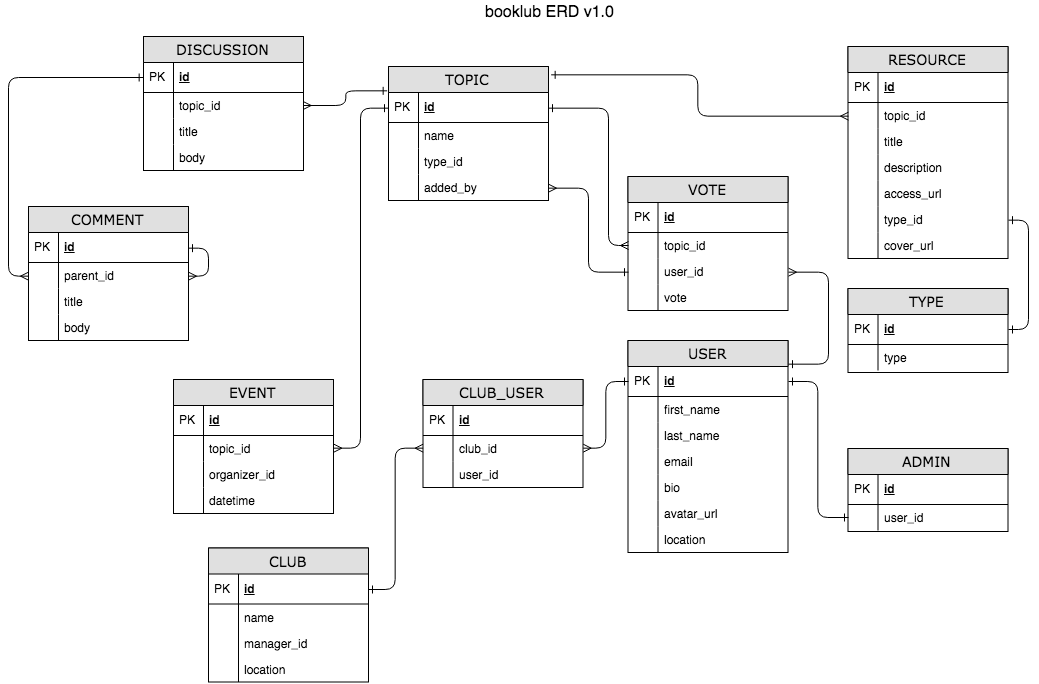 booklub ERD v1.0
DISCUSSION
PK id
topic_id
title
body
TOPIC
PK id
name
type_id
added_by
RESOURCE
PK id
topic_id
title
description
access_url
type_id
cover_url
VOTE
PK id
topic_id
user_id
vote
COMMENT
PK id
parent_id
title
body
TYPE
PK id
type
USER
PK id
first_name
last_name
email
bio
avatar_url
location
EVENT
PK id
topic_id
organizer_id
datetime
CLUB_USER
PK id
club_id
user_id
ADMIN
PK id
user_id
CLUB
PK id
name
manager_id
location